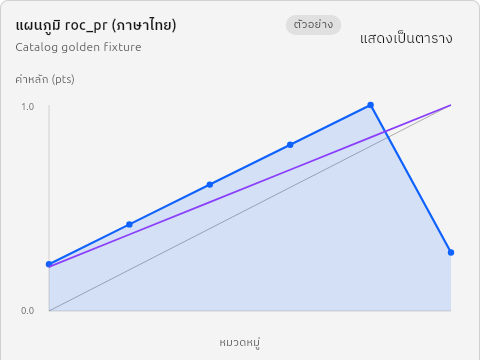 แผนภูมิ roc_pr (ภาษาไทย)
ตัวอย่าง
แสดงเป็นตาราง
Catalog golden fixture
ค่าหลัก (pts)
1.0
0.0
หมวดหมู่